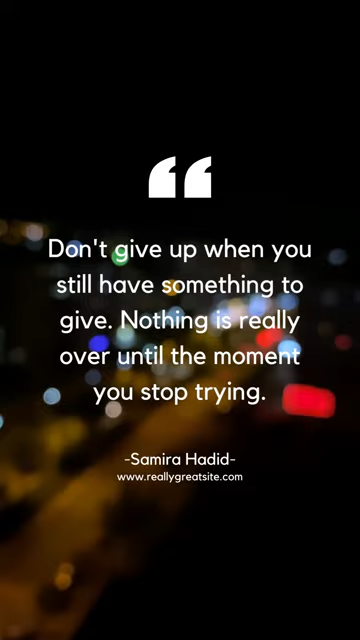 “
Don't give up when you
still have something to
give. Nothing is really
over until the moment
you stop trying.
-Samira Hadid-
www.reallygreatsite.com